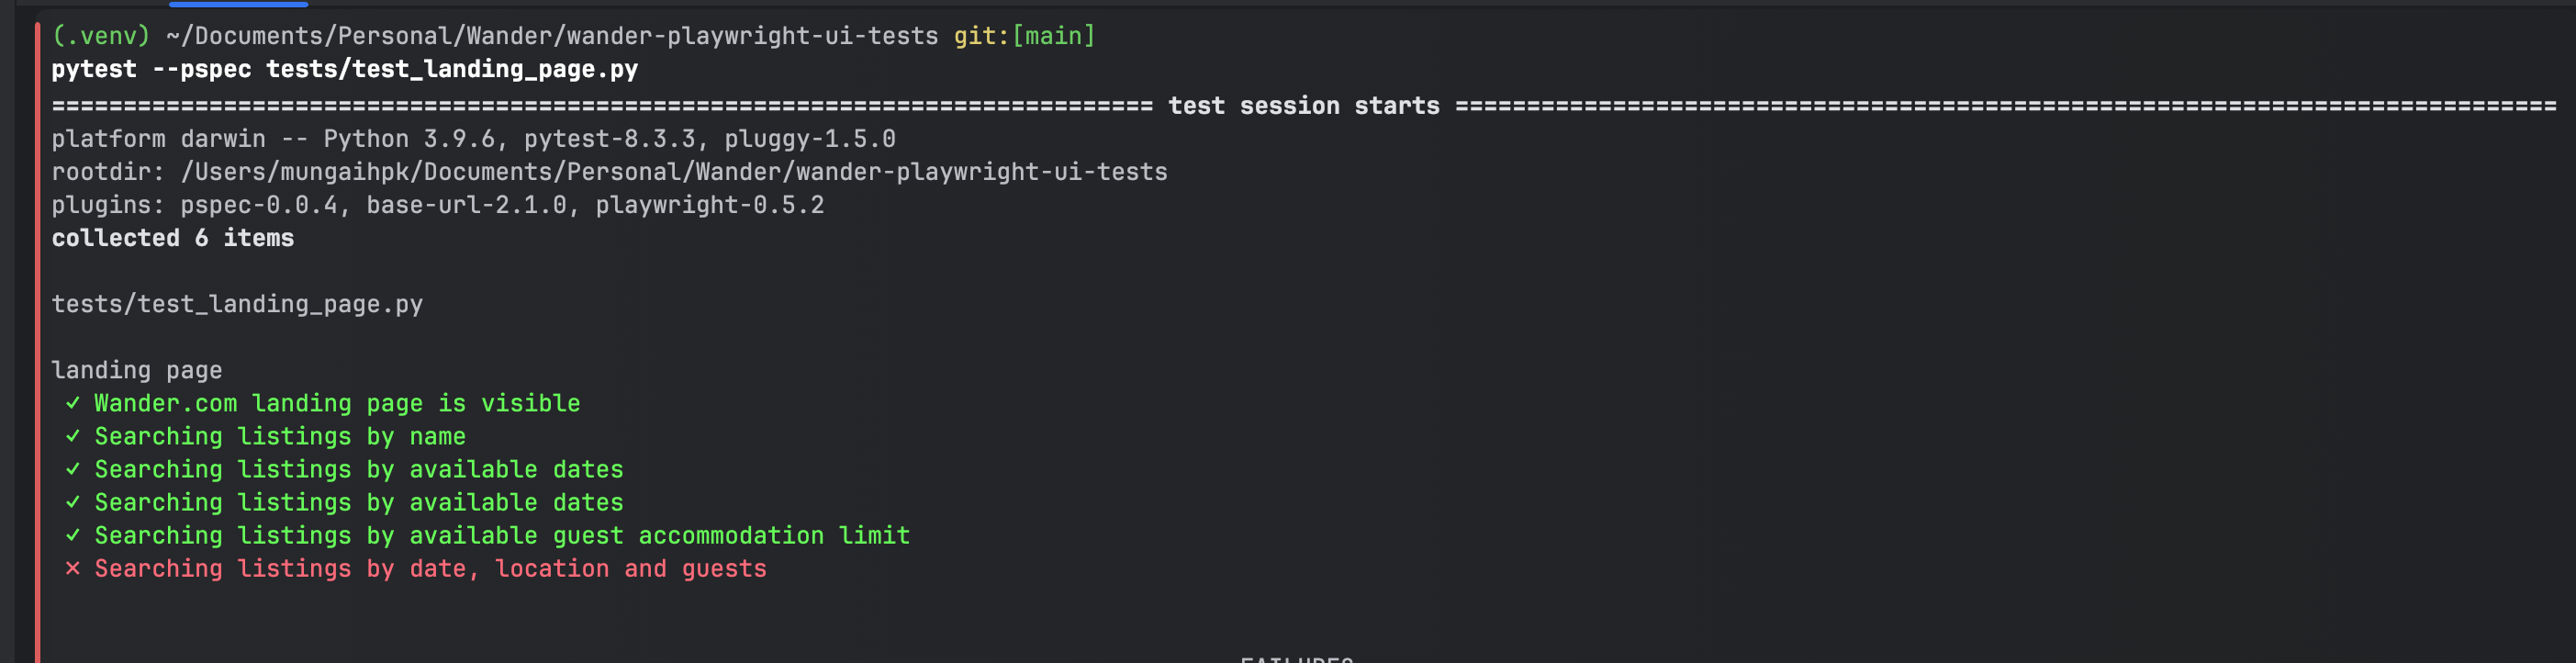 (.venv) ~/Documents/Personal/Wander/wander-playwright-ui-tests git:[main]
pytest --pspec tests/test_landing_page.py
============================================================================= test session starts =============================================================================
platform darwin -- Python 3.9.6, pytest-8.3.3, pluggy-1.5.0
rootdir: /Users/mungaihpk/Documents/Personal/Wander/wander-playwright-ui-tests
plugins: pspec-0.0.4, base-url-2.1.0, playwright-0.5.2
collected 6 items
tests/test_landing_page.py
landing page
✓ Wander.com landing page is visible
✓ Searching listings by name
✓ Searching listings by available dates
✓ Searching listings by available dates
✓ Searching listings by available guest accommodation limit
✕ Searching listings by date, location and guests
FAILURES